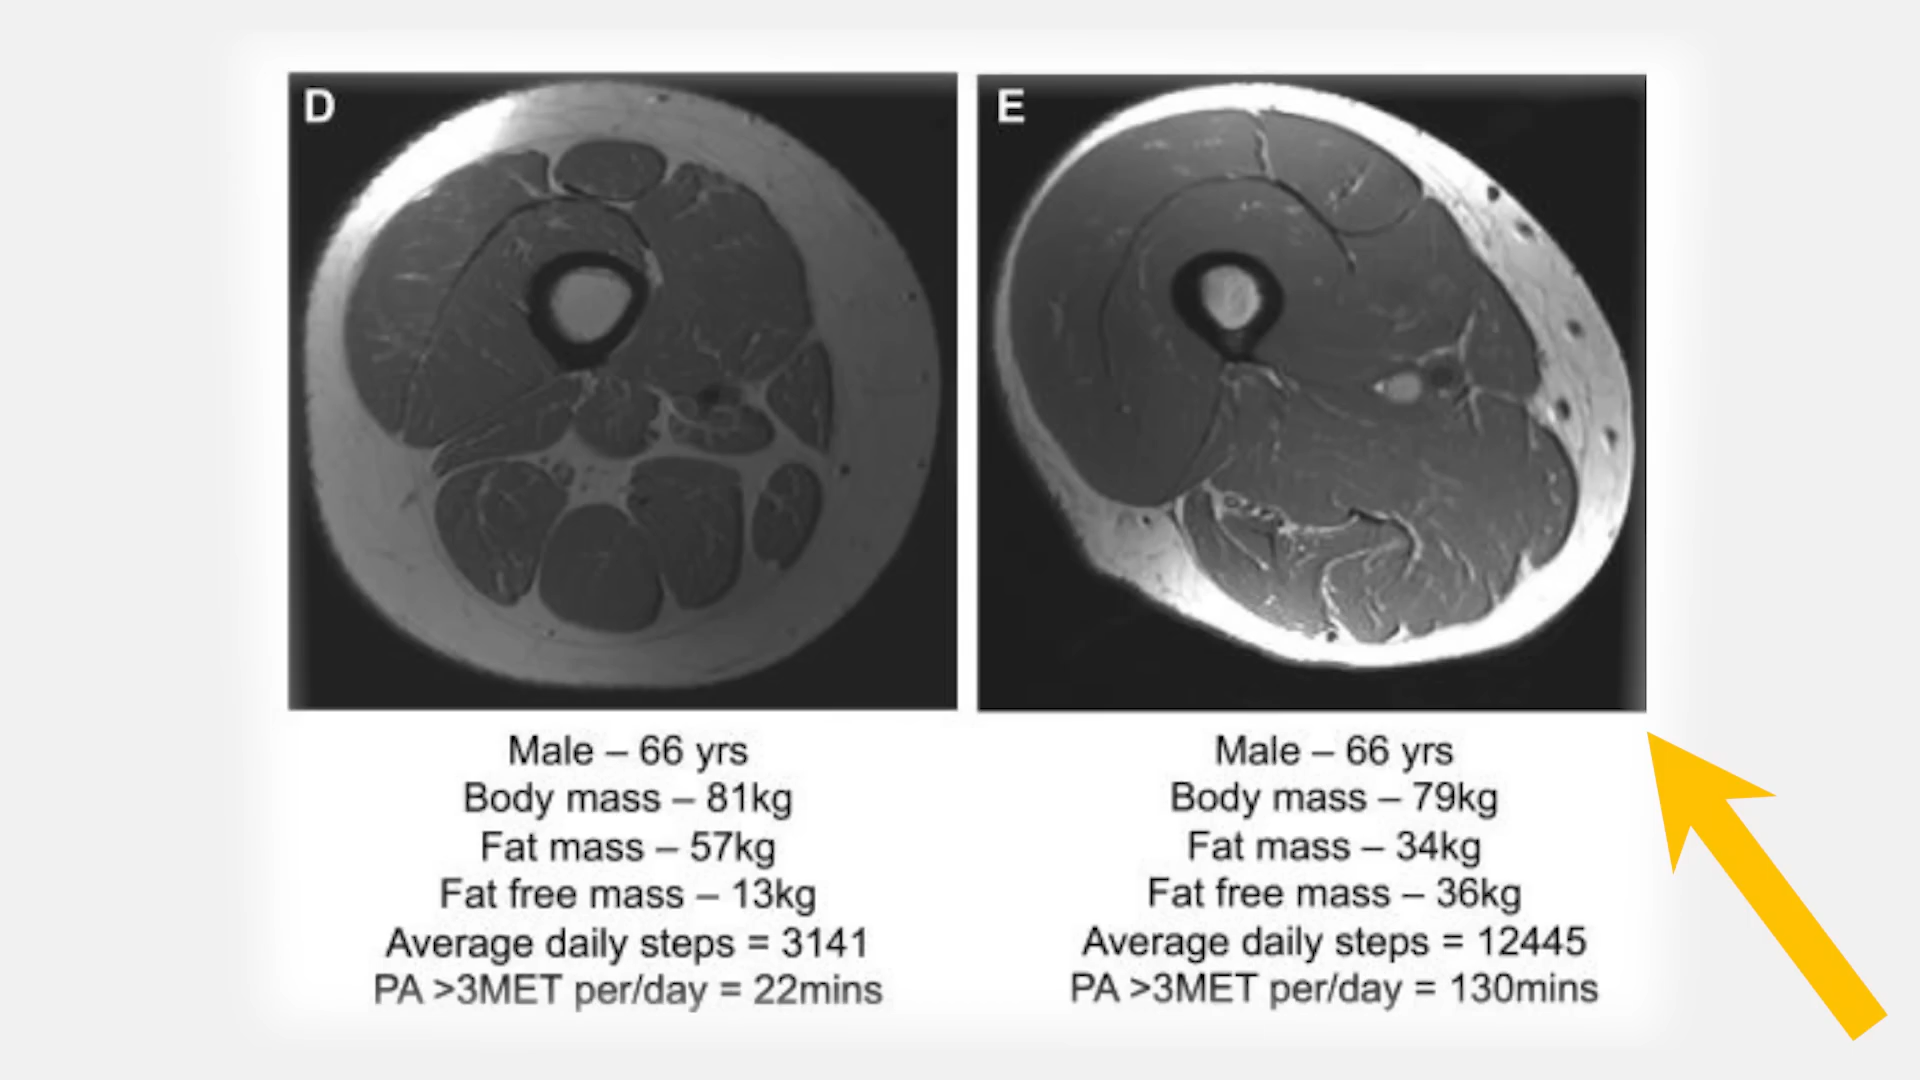 D
E
Male – 66 yrs
Body mass – 81kg
Fat mass – 57kg
Fat free mass – 13kg
Average daily steps = 3141
PA >3MET per/day = 22mins
Male – 66 yrs
Body mass – 79kg
Fat mass – 34kg
Fat free mass – 36kg
Average daily steps = 12445
PA >3MET per/day = 130mins